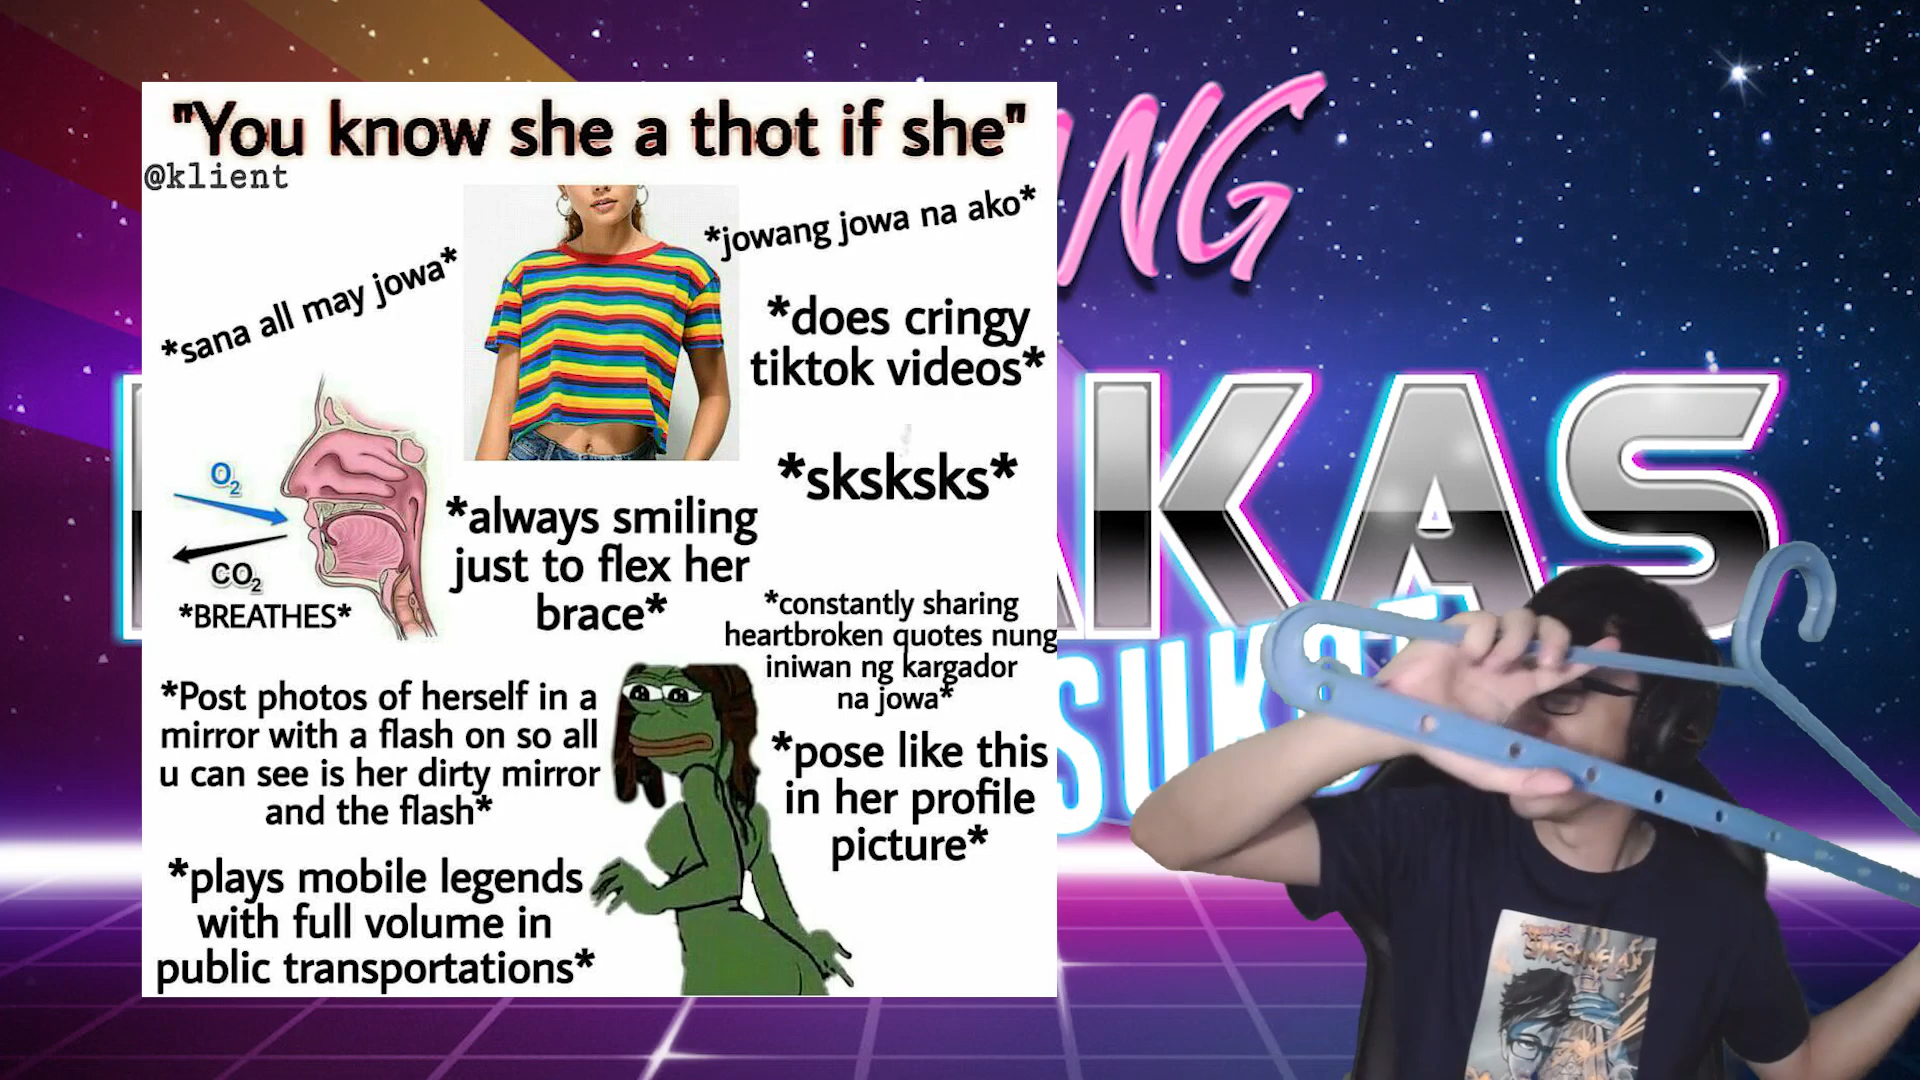 "You know she a thot if she"
@klient
*sana all may jowa*
*jowang jowa na ako*
*does cringy
tiktok videos*
*sksksks*
O2
CO2
*BREATHES*
*always smiling
just to flex her
brace*
*constantly sharing
heartbroken quotes nung
iniwan ng kargador
na jowa*
*Post photos of herself in a
mirror with a flash on so all
u can see is her dirty mirror
and the flash*
*pose like this
in her profile
picture*
*plays mobile legends
with full volume in
public transportations*
NG
KAS
SUKO